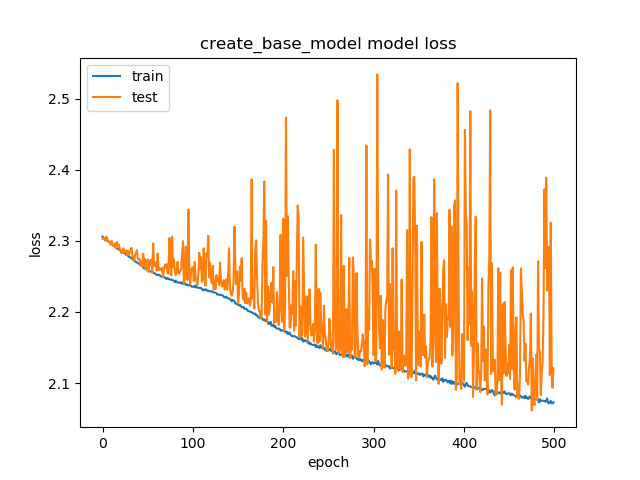 create_base_model model loss
train
test
loss
2.5
2.4
2.3
2.2
2.1
0 100 200 300 400 500
epoch